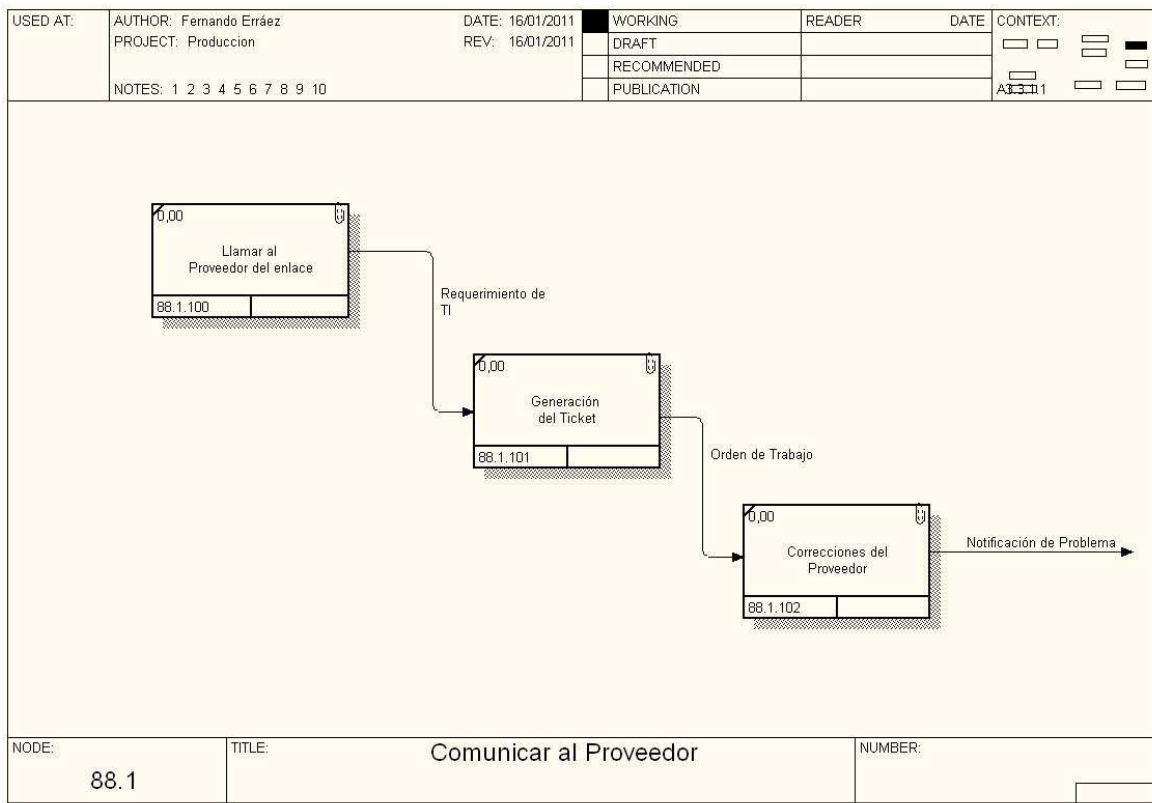 USED AT:
AUTHOR: Fernando Erráez
DATE: 16/01/2011
WORKING
READER
DATE
CONTEXT:
PROJECT: Produccion
REV: 16/01/2011
DRAFT
RECOMMENDED
NOTES: 1 2 3 4 5 6 7 8 9 10
PUBLICATION
0,00
Llamar al
Proveedor del enlace
88.1.100
Requerimiento de
TI
0,00
Generación
del Ticket
88.1.101
Orden de Trabajo
0,00
Correcciones del
Proveedor
88.1.102
Notificación de Problema
NODE:
88.1
TITLE:
Comunicar al Proveedor
NUMBER: